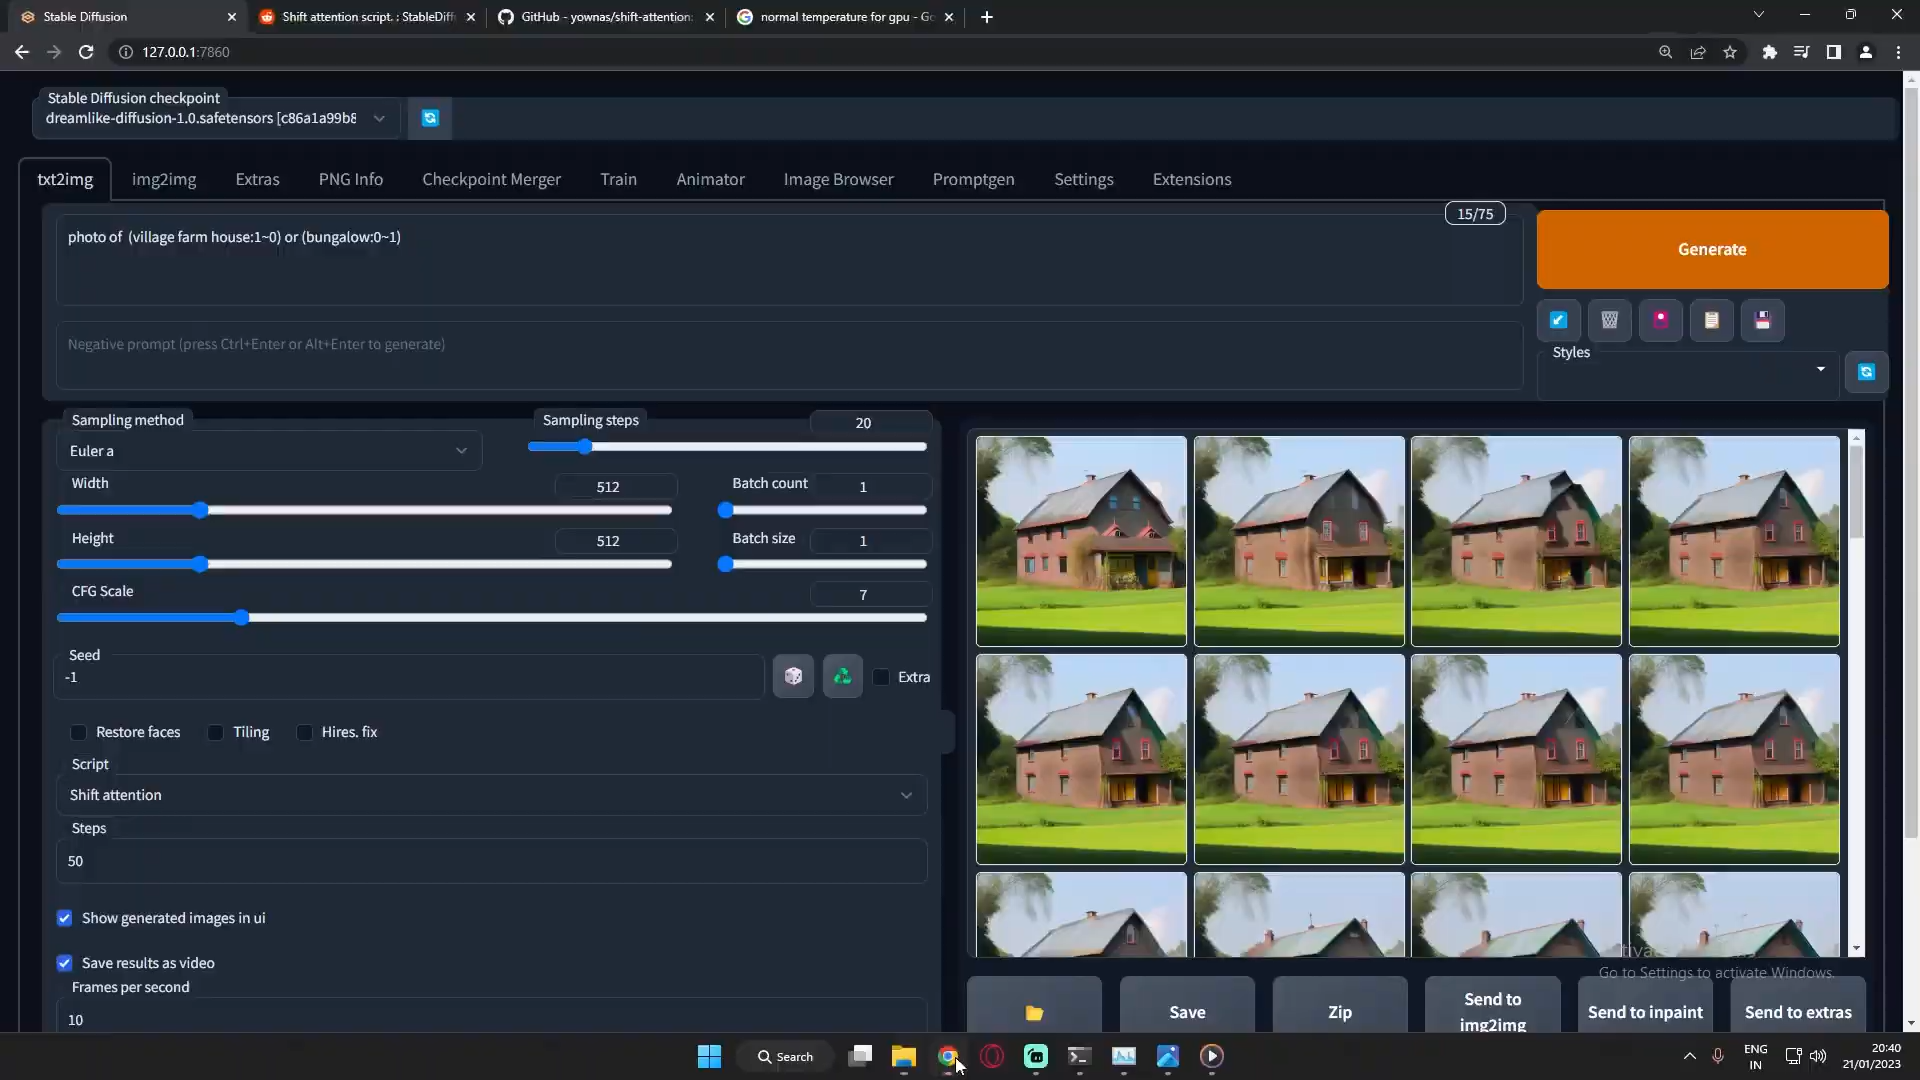 Stable Diffusion
Shift attention script. : StableDiff
GitHub - yownas/shift-attention:
normal temperature for gpu - Go
127.0.0.1:7860
Stable Diffusion checkpoint
dreamlike-diffusion-1.0.safetensors [c86a1a99b8
txt2img
img2img
Extras
PNG Info
Checkpoint Merger
Train
Animator
Image Browser
Promptgen
Settings
Extensions
15/75
photo of (village farm house:1~0) or (bungalow:0~1)
Generate
Negative prompt (press Ctrl+Enter or Alt+Enter to generate)
Styles
Sampling method
Euler a
Sampling steps
20
Width
512
Batch count
1
Height
512
Batch size
1
CFG Scale
7
Seed
-1
Extra
Restore faces
Tiling
Hires. fix
Script
Shift attention
Steps
50
Show generated images in ui
Save results as video
Frames per second
10
Go to Settings to activate Windows.
Save
Zip
Send to
img2img
Send to inpaint
Send to extras
Search
ENG
IN
20:40
21/01/2023